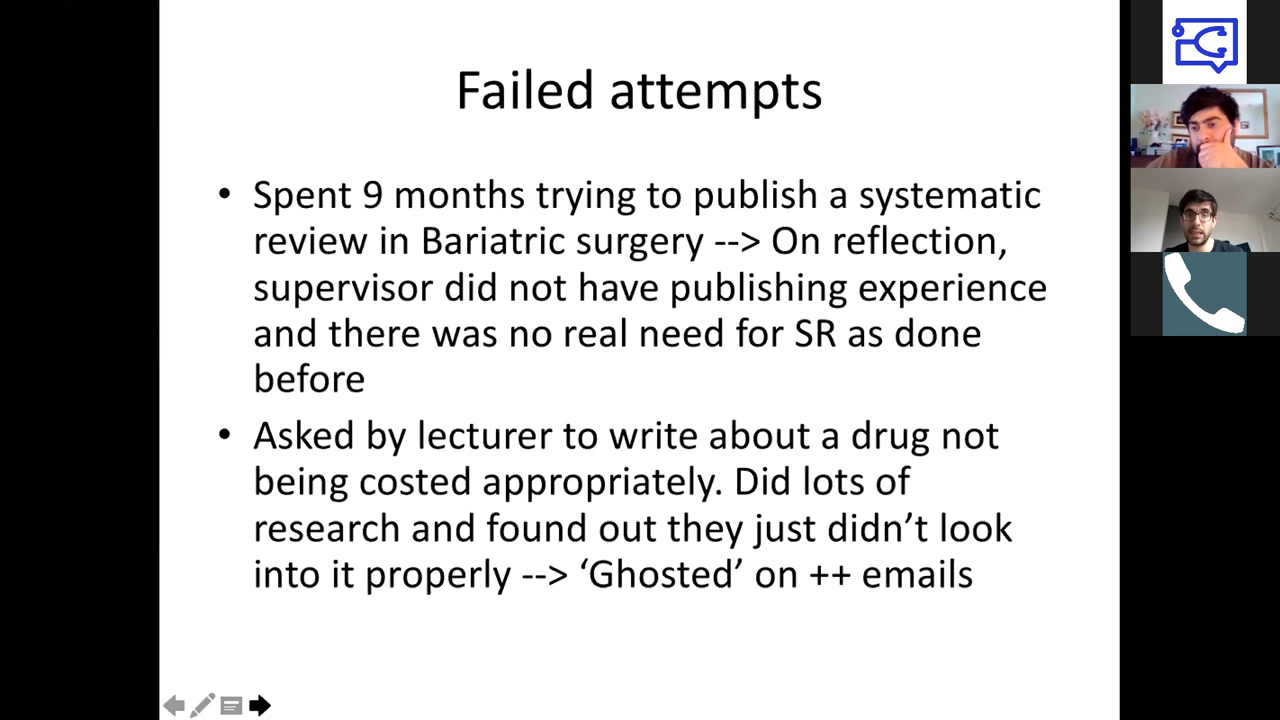 Failed attempts
• Spent 9 months trying to publish a systematic
review in Bariatric surgery --> On reflection,
supervisor did not have publishing experience
and there was no real need for SR as done
before
• Asked by lecturer to write about a drug not
being costed appropriately. Did lots of
research and found out they just didn’t look
into it properly --> ‘Ghosted’ on ++ emails